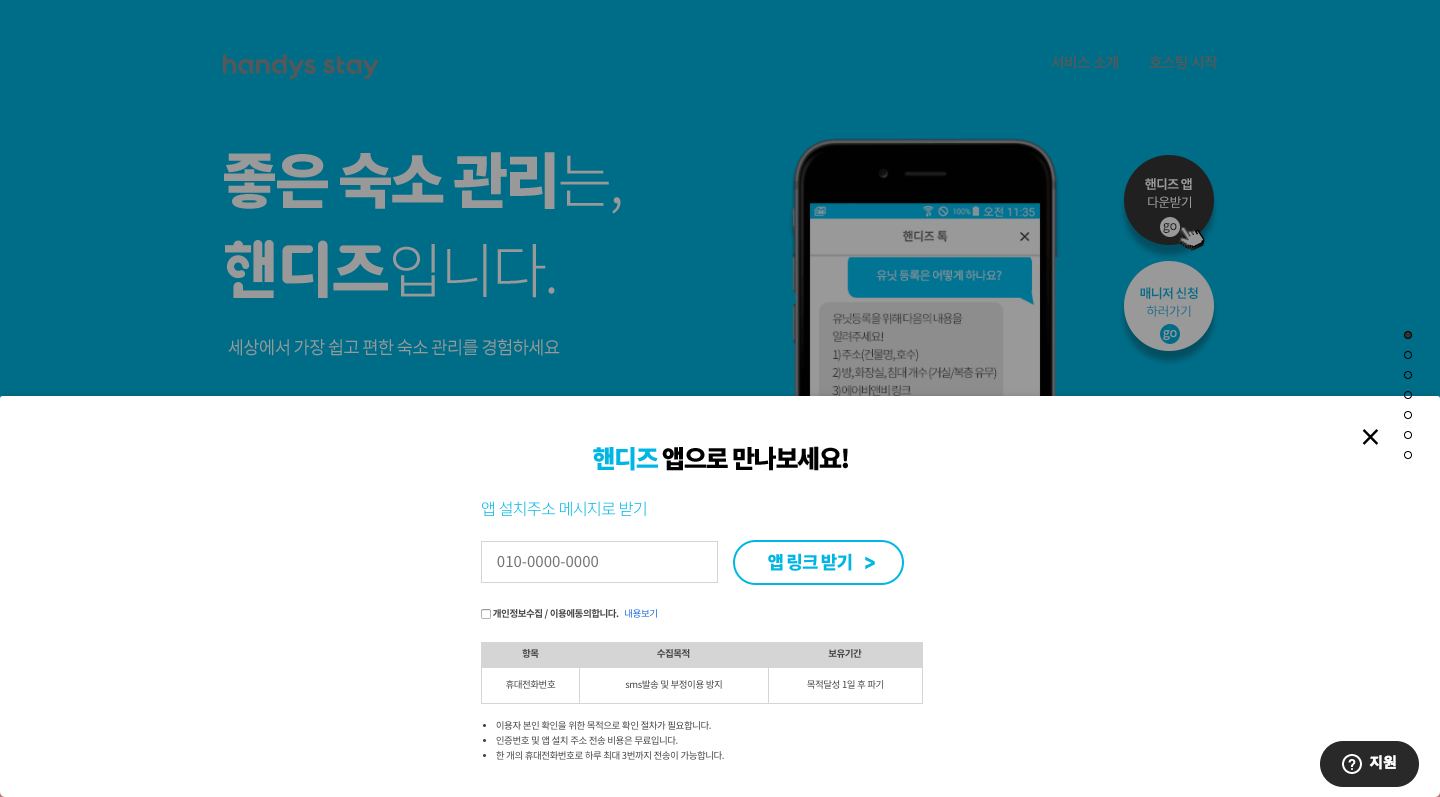 handys stay
서비스 소개
호스팅 시작
좋은 숙소 관리는,
핸디즈입니다.
세상에서 가장 쉽고 편한 숙소 관리를 경험하세요
100% 오전 11:35
핸디즈 톡
유닛 등록은 어떻게 하나요?
유닛등록을 위해 다음의 내용을
알려주세요!
1)주소(건물명, 호수)
2)방, 화장실, 침대 개수(거실/복층 유무)
3)에어비앤비 링크
핸디즈 앱
다운받기
go
매니저 신청
하러가기
go
핸디즈 앱으로 만나보세요!
앱 설치주소 메시지로 받기
010-0000-0000
앱 링크 받기 >
개인정보수집 / 이용에동의합니다. 내용보기
항목 수집목적 보유기간
휴대전화번호 sms발송 및 부정이용 방지 목적달성 1일 후 파기
• 이용자 본인 확인을 위한 목적으로 확인 절차가 필요합니다.
• 인증번호 및 앱 설치 주소 전송 비용은 무료입니다.
• 한 개의 휴대전화번호로 하루 최대 3번까지 전송이 가능합니다.
지원